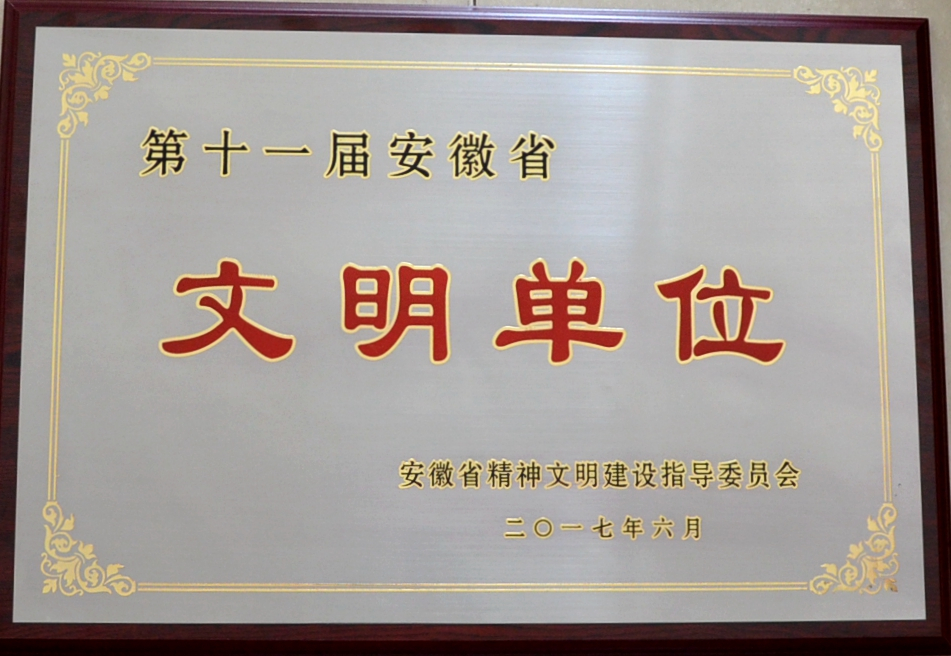 第十一届安徽省
文明单位
安徽省精神文明建设指导委员会
二〇一七年六月